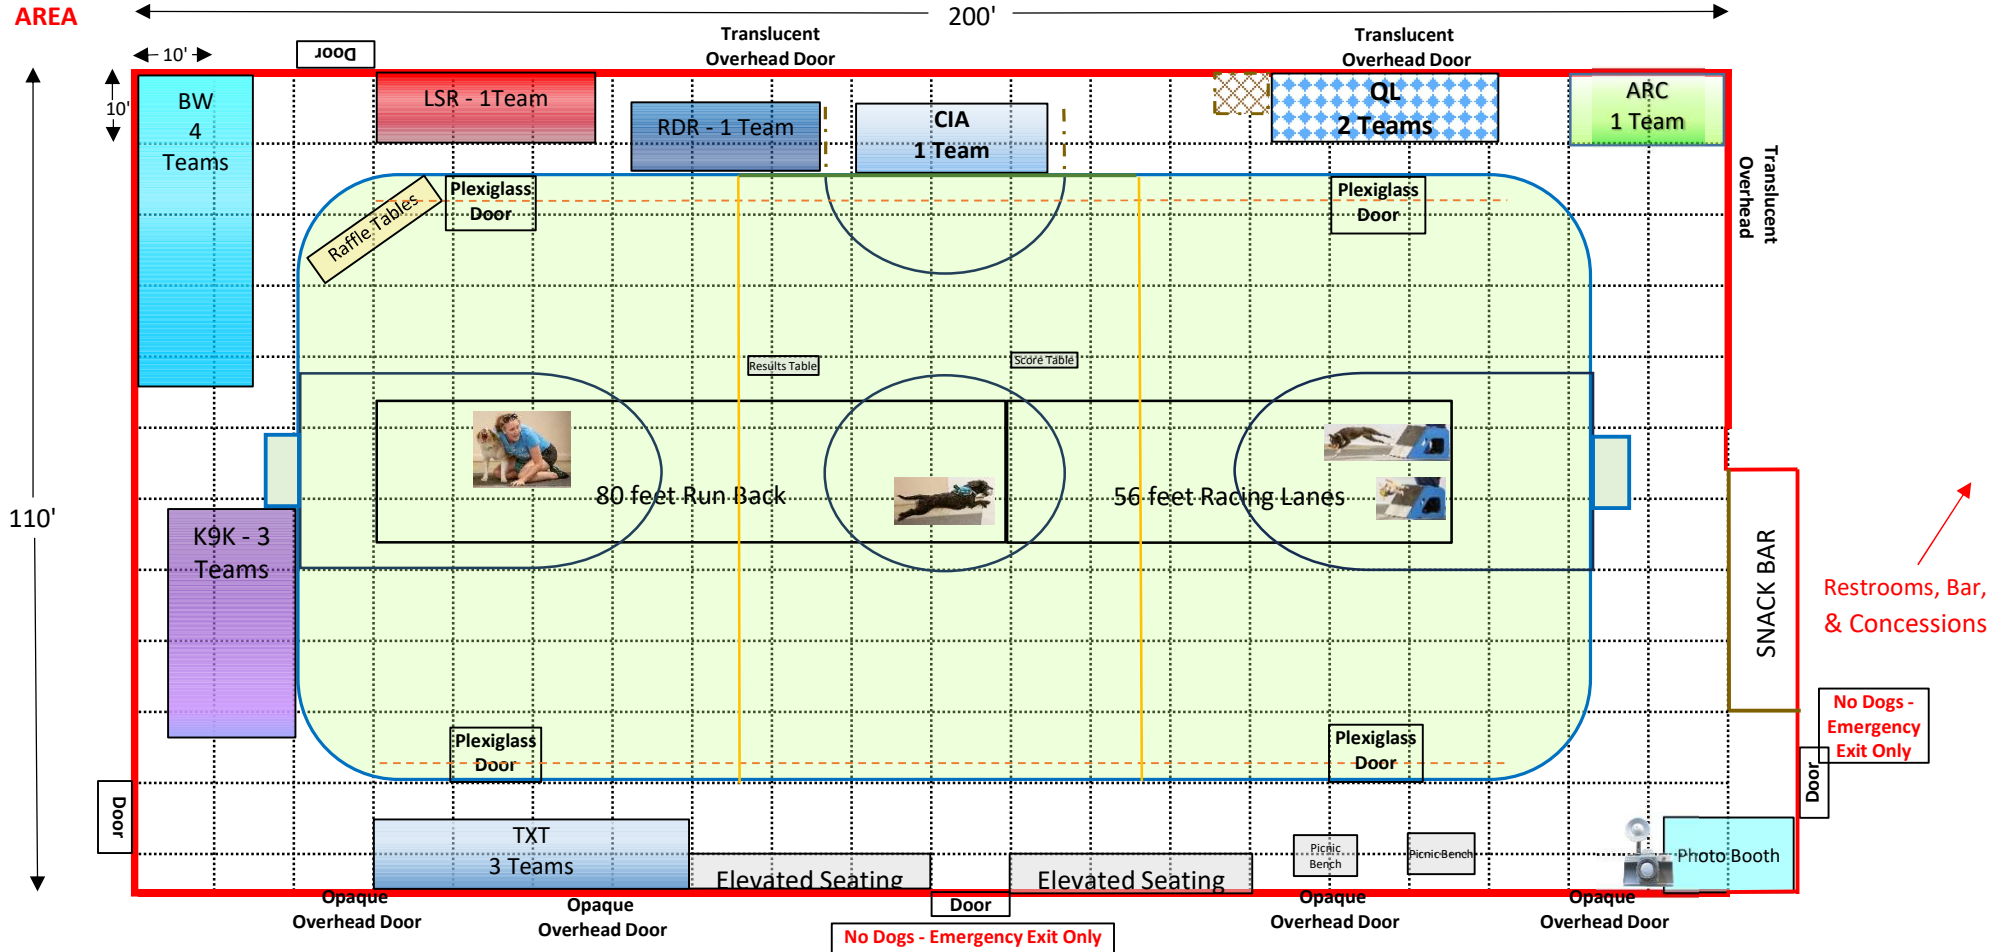 AREA
200'
10'
Door
Translucent
Overhead Door
Translucent
Overhead Door
10'
BW
4
Teams
LSR - 1Team
RDR - 1 Team
CIA
1 Team
QL
2 Teams
ARC
1 Team
Translucent
Overhead
Raffle Tables
Plexiglass
Door
Plexiglass
Door
Results Table
Score Table
110'
80 feet Run Back
56 feet Racing Lanes
K9K - 3
Teams
SNACK BAR
Restrooms, Bar,
& Concessions
No Dogs -
Emergency
Exit Only
Door
Plexiglass
Door
Plexiglass
Door
Door
TXT
3 Teams
Elevated Seating
Elevated Seating
Picnic
Bench
Picnic Bench
Photo Booth
Opaque
Overhead Door
Opaque
Overhead Door
Door
Opaque
Overhead Door
Opaque
Overhead Door
No Dogs - Emergency Exit Only